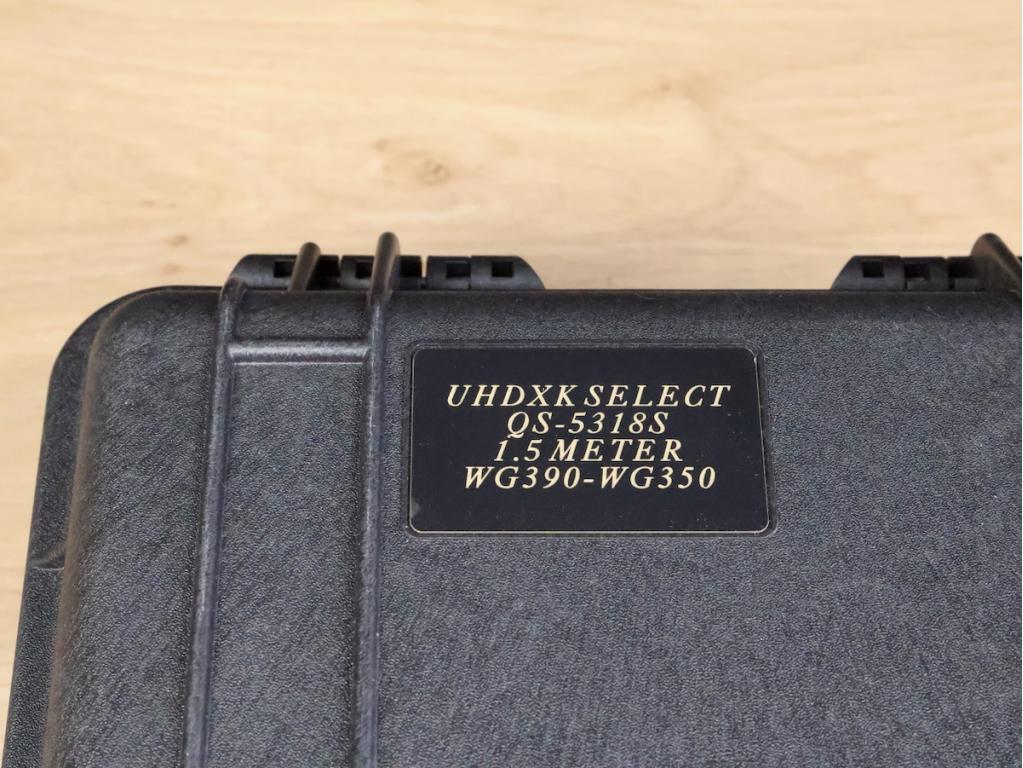 UHDXK SELECT
QS-5318S
1.5 METER
WG390-WG350